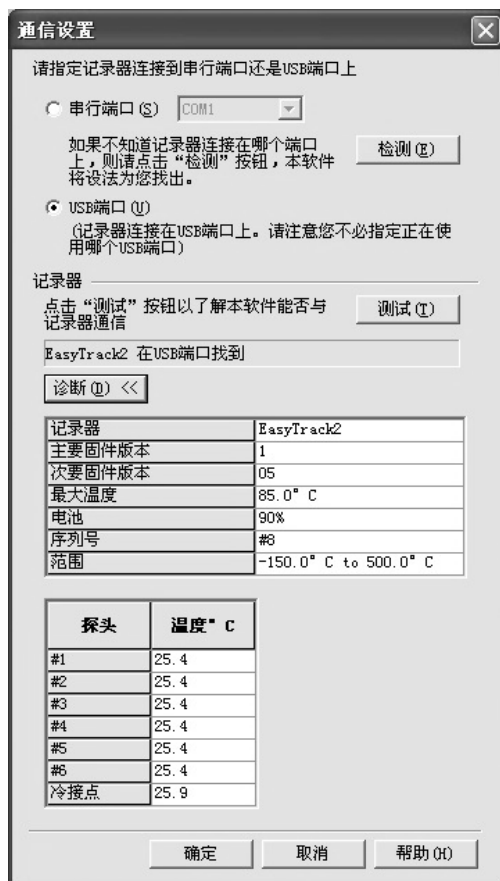 通信设置
请指定记录器连接到串行端口还是USB端口上
串行端口(S) COM1
如果不知道记录器连接在哪个端口
上，则请点击“检测”按钮，本软件
将设法为您找出。
检测(E)
USB端口(U)
(记录器连接在USB端口上。请注意您不必指定正在使
用哪个USB端口)
记录器
点击“测试”按钮以了解本软件能否与
记录器通信
测试(T)
EasyTrack2 在USB端口找到
诊断(D) <<
记录器 EasyTrack2
主要固件版本 1
次要固件版本 05
最大温度 85.0° C
电池 90%
序列号 #8
范围 -150.0° C to 500.0° C
探头 温度° C
#1 25.4
#2 25.4
#3 25.4
#4 25.4
#5 25.4
#6 25.4
冷接点 25.9
确定 取消 帮助(H)